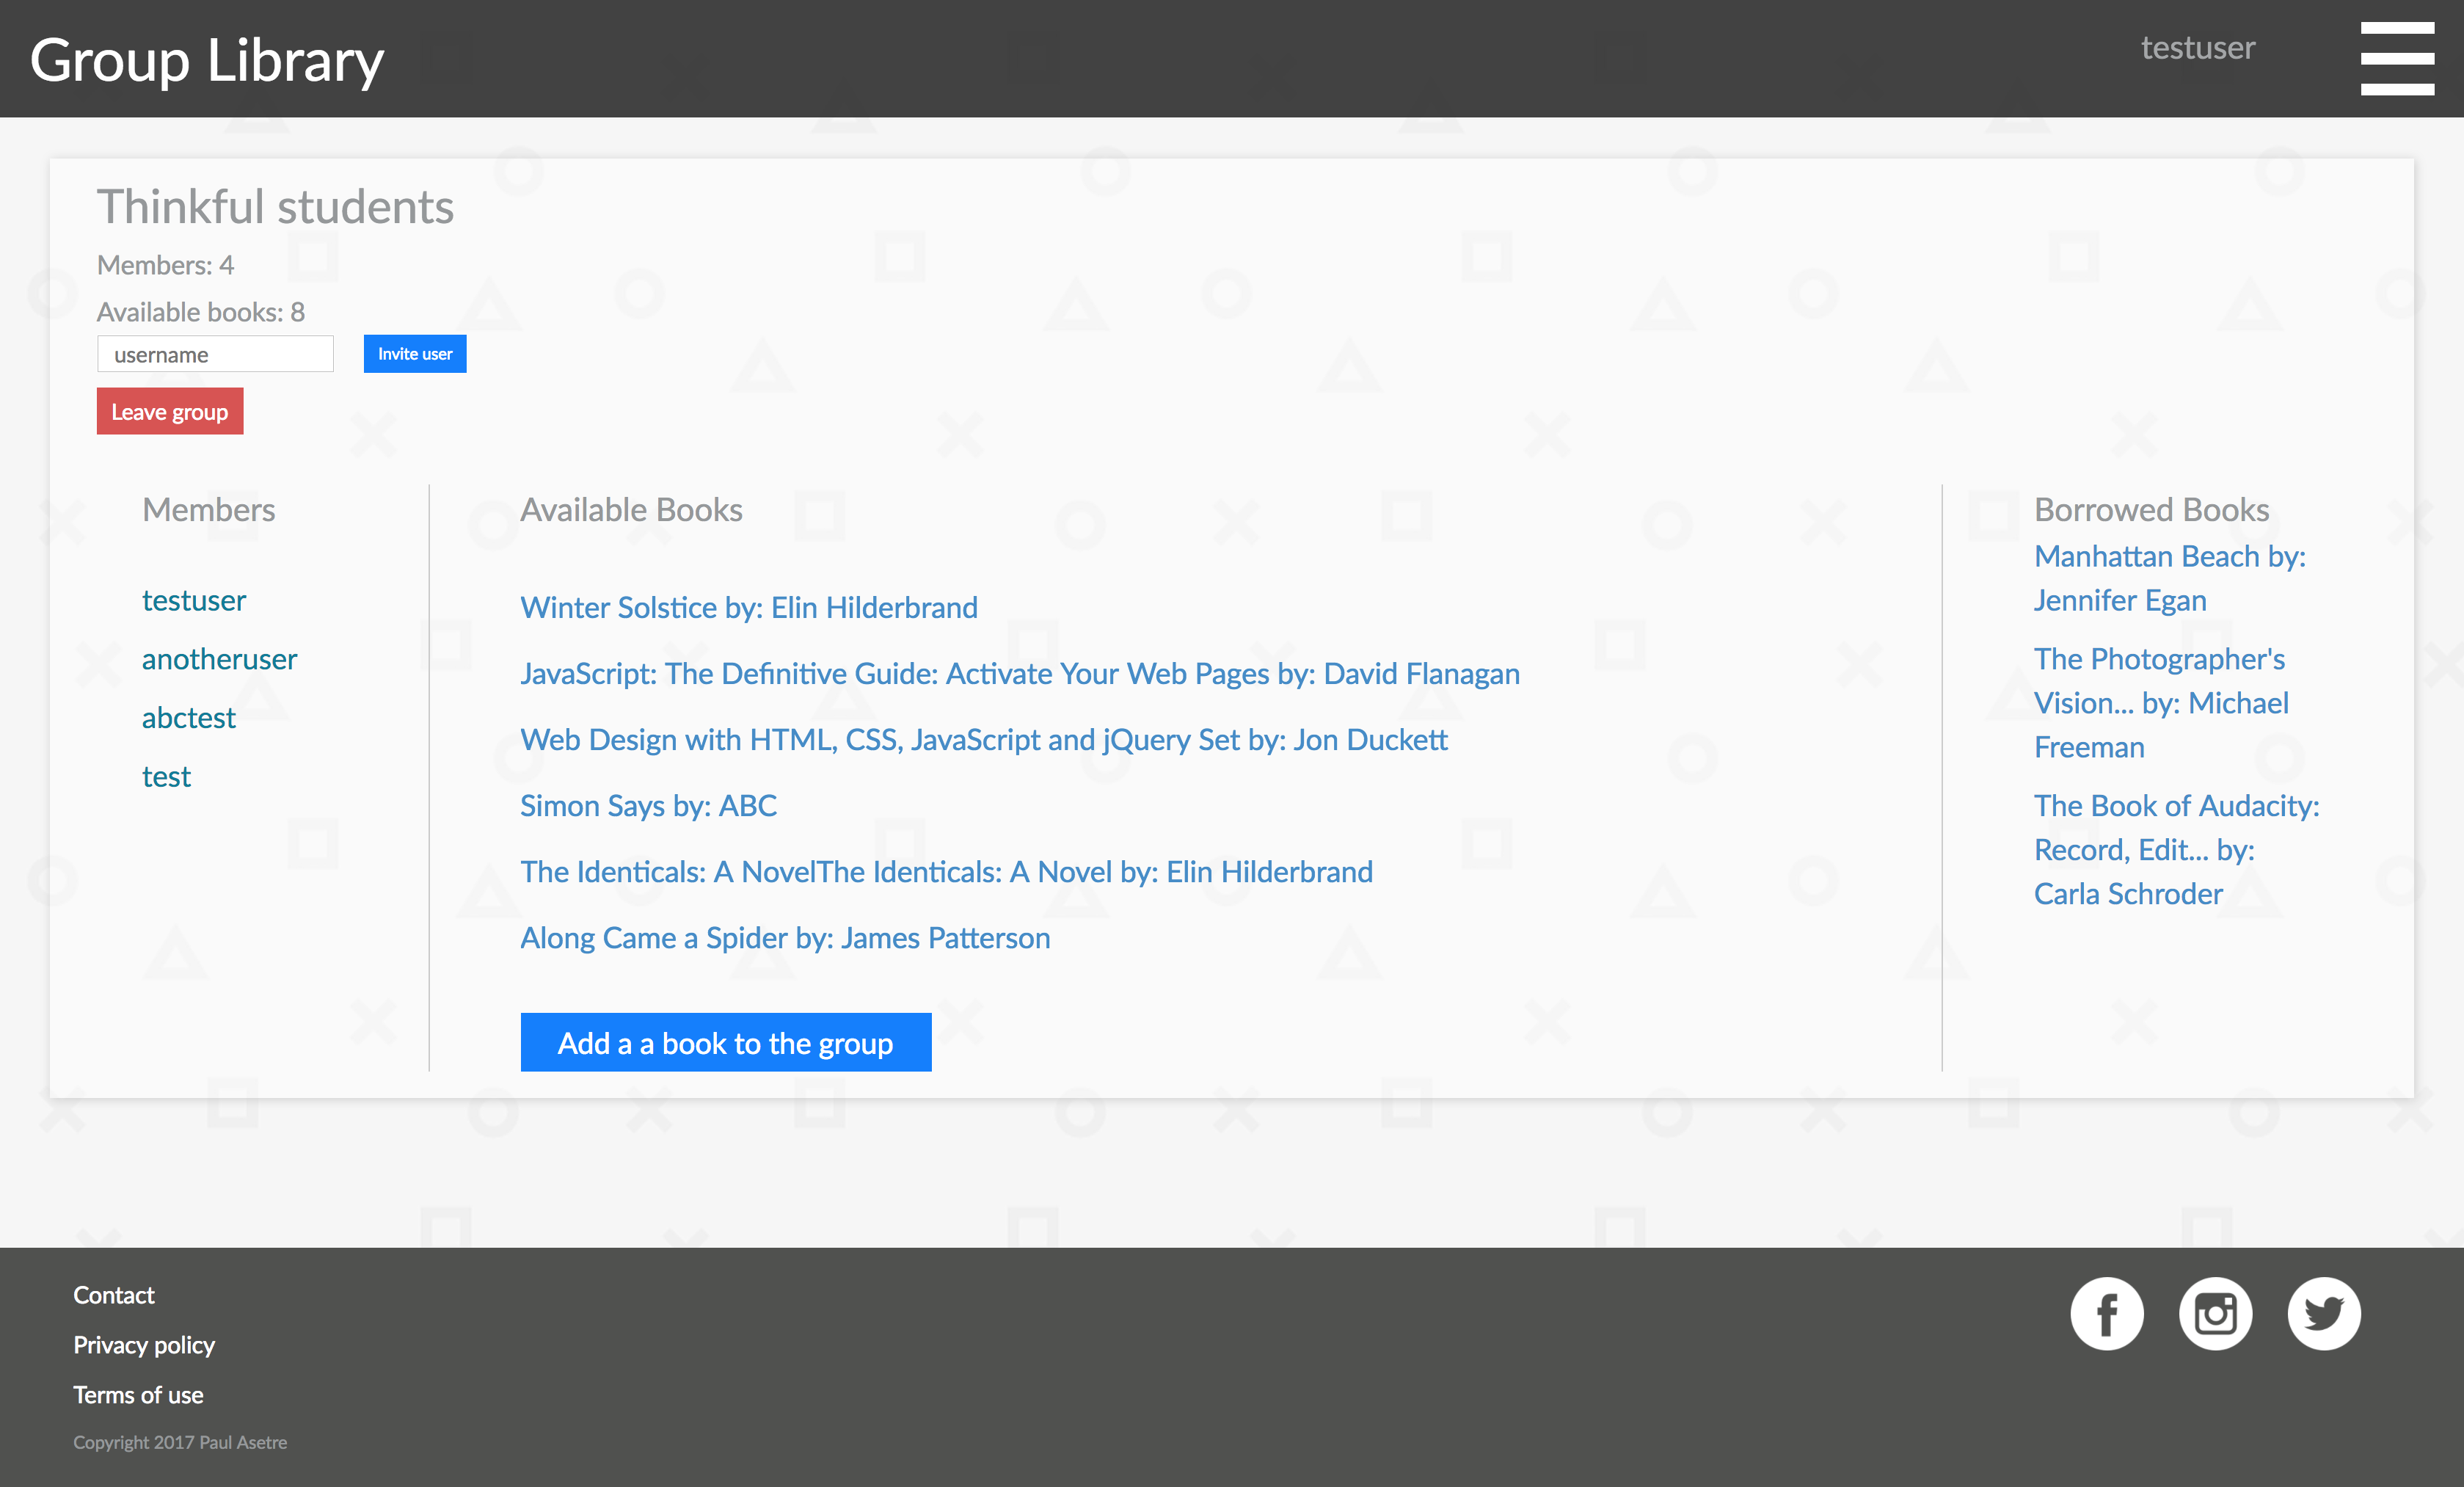 Group Library
testuser
Thinkful students
Members: 4
Available books: 8
username
Invite user
Leave group
Members
testuser
anotheruser
abctest
test
Available Books
Winter Solstice by: Elin Hilderbrand
JavaScript: The Definitive Guide: Activate Your Web Pages by: David Flanagan
Web Design with HTML, CSS, JavaScript and jQuery Set by: Jon Duckett
Simon Says by: ABC
The Identicals: A NovelThe Identicals: A Novel by: Elin Hilderbrand
Along Came a Spider by: James Patterson
Add a a book to the group
Borrowed Books
Manhattan Beach by:
Jennifer Egan
The Photographer's
Vision... by: Michael
Freeman
The Book of Audacity:
Record, Edit... by:
Carla Schroder
Contact
Privacy policy
Terms of use
Copyright 2017 Paul Asetre